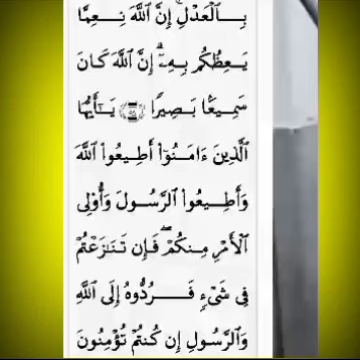 بِٱلْعَدْلِ ۚ إِنَّ ٱللَّهَ نِعِمَّا
يَعِظُكُم بِهِۦٓ ۗ إِنَّ ٱللَّهَ كَانَ
سَمِيعًۢا بَصِيرًا ﴿٥٨﴾ يَـٰٓأَيُّهَا
ٱلَّذِينَ ءَامَنُوٓا۟ أَطِيعُوا۟ ٱللَّهَ
وَأَطِيعُوا۟ ٱلرَّسُولَ وَأُو۟لِى
ٱلْأَمْرِ مِنكُمْ ۖ فَإِن تَنَـٰزَعْتُمْ
فِى شَىْءٍ فَرُدُّوهُ إِلَى ٱللَّهِ
وَٱلرَّسُولِ إِن كُنتُمْ تُؤْمِنُونَ